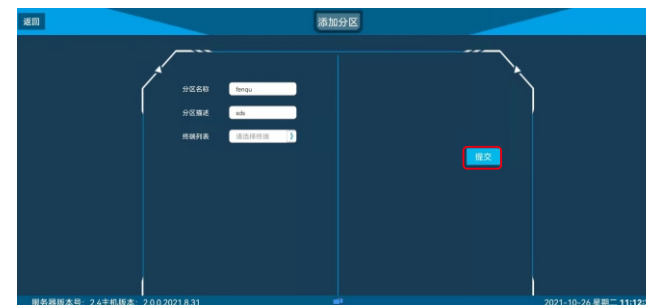 返回
添加分区
分区名称 fenqu
分区描述 sds
终端列表 请选择终端
提交
服务器版本号: 2.4主机版本: 2.0.0.2021.8.31
2021-10-26 星期二 11:12: